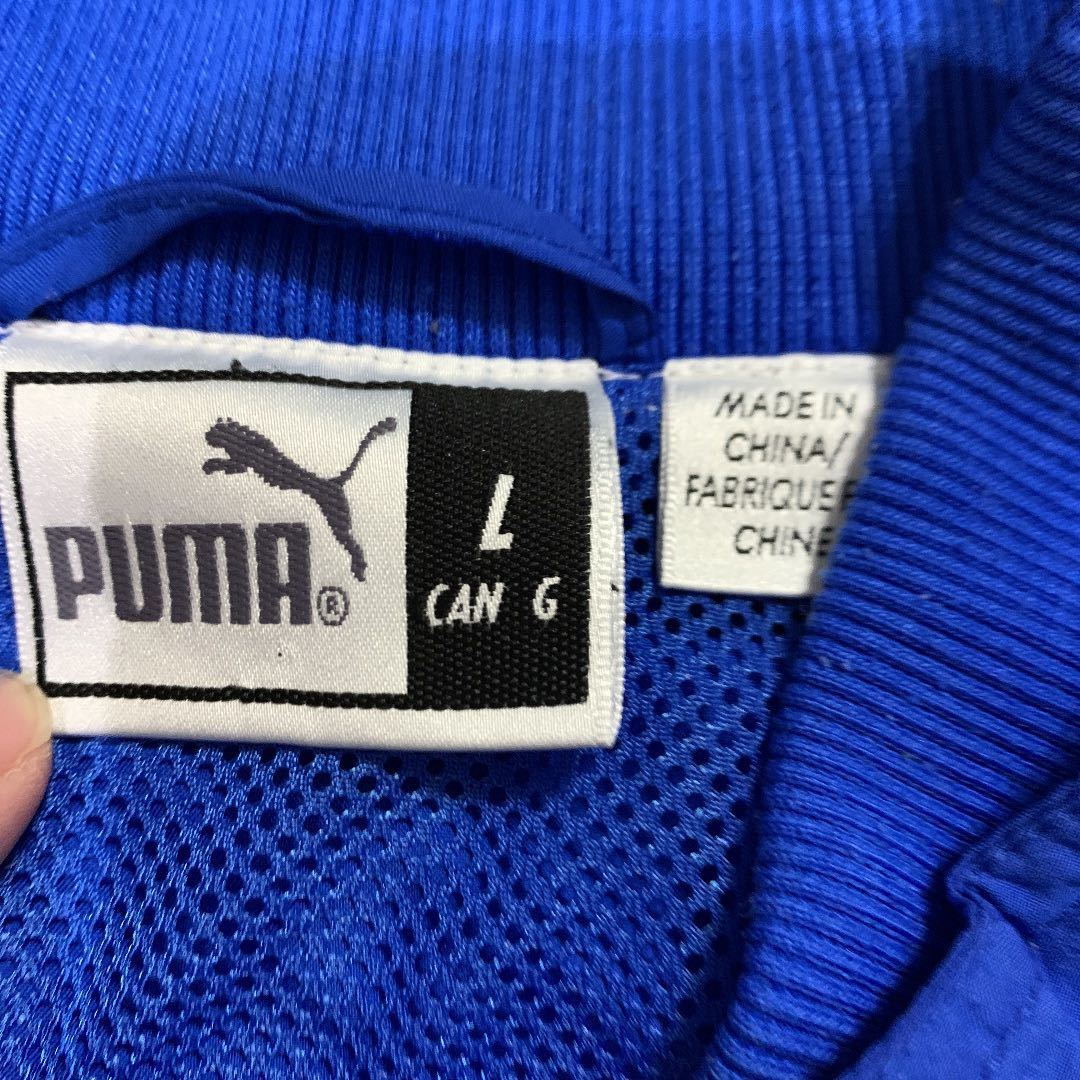 PUMA®
L
CAN G
MADE IN
CHINA/
FABRIQUE
CHINE